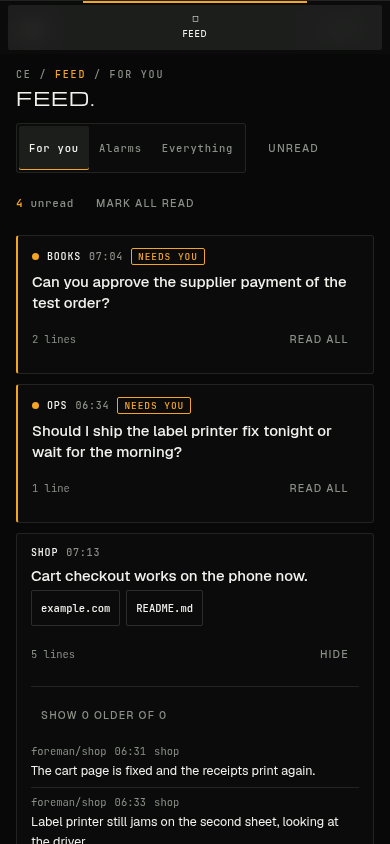 FEED
CE / FEED / FOR YOU
FEED.
For you Alarms Everything UNREAD
4 unread MARK ALL READ
BOOKS 07:04 NEEDS YOU
Can you approve the supplier payment of the
test order?
2 lines READ ALL
OPS 06:34 NEEDS YOU
Should I ship the label printer fix tonight or
wait for the morning?
1 line READ ALL
SHOP 07:13
Cart checkout works on the phone now.
example.com README.md
5 lines HIDE
SHOW 0 OLDER OF 0
foreman/shop 06:31 shop
The cart page is fixed and the receipts print again.
foreman/shop 06:33 shop
Label printer still jams on the second sheet, looking at
the driver